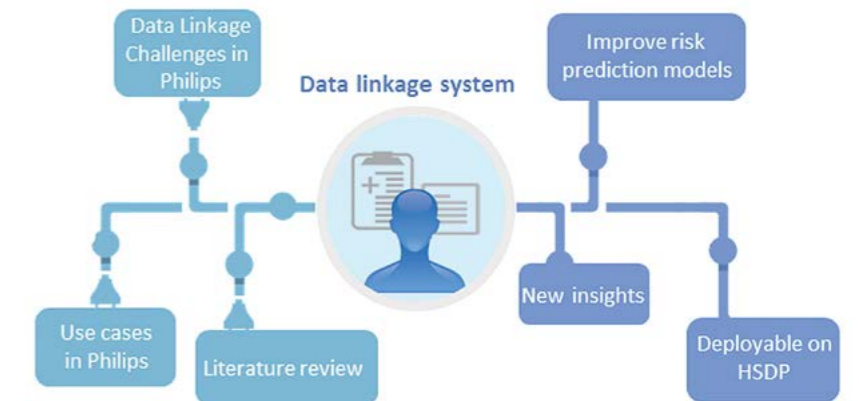 Data Linkage
Challenges in
Philips
Data linkage system
Improve risk
prediction models
Use cases
in Philips
Literature review
New insights
Deployable on
HSDP